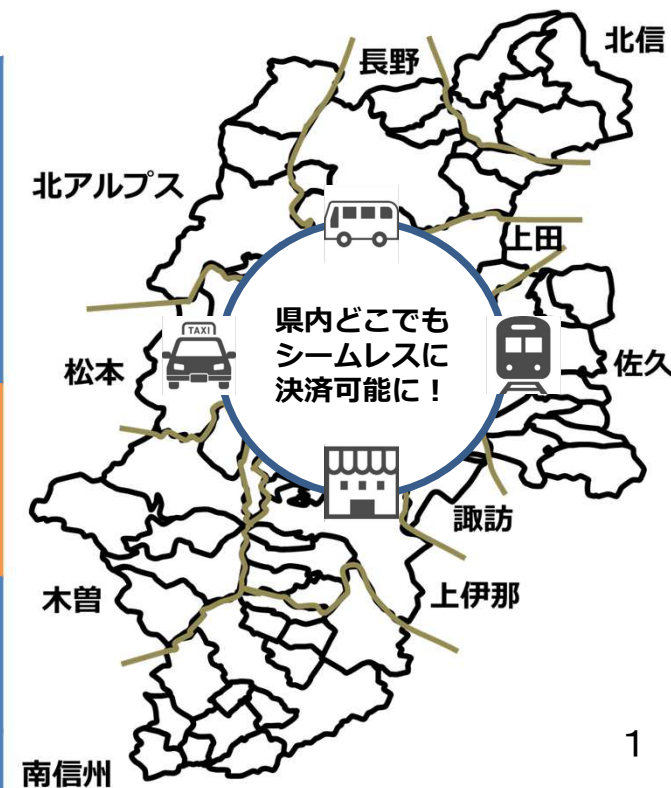 北信
長野
北アルプス
上田
TAXI
県内どこでも
シームレスに
決済可能に！
松本
佐久
諏訪
木曽
上伊那
南信州
1